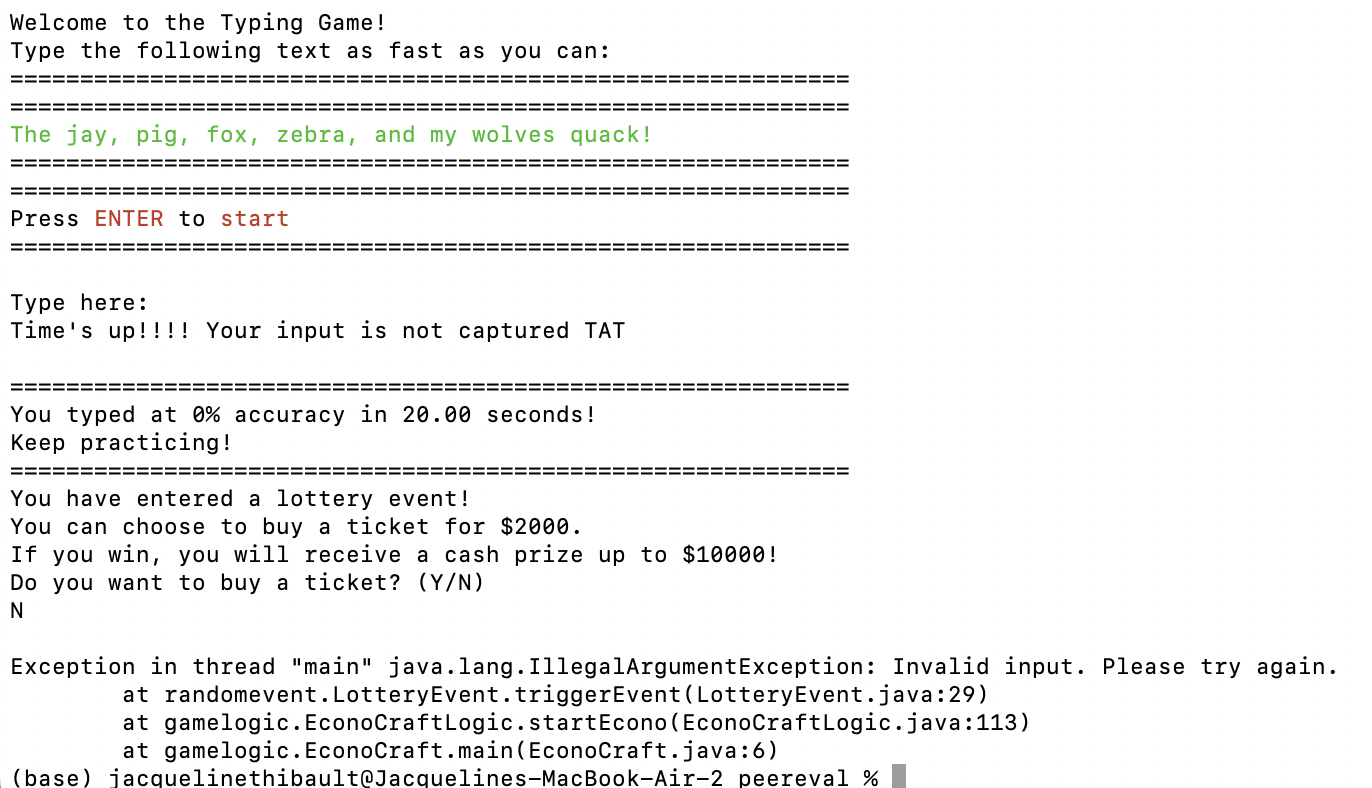 Welcome to the Typing Game!
Type the following text as fast as you can:
============================================================
============================================================
The jay, pig, fox, zebra, and my wolves quack!
============================================================
============================================================
Press ENTER to start
============================================================
Type here:
Time's up!!!! Your input is not captured TAT
============================================================
You typed at 0% accuracy in 20.00 seconds!
Keep practicing!
============================================================
You have entered a lottery event!
You can choose to buy a ticket for $2000.
If you win, you will receive a cash prize up to $10000!
Do you want to buy a ticket? (Y/N)
N
Exception in thread "main" java.lang.IllegalArgumentException: Invalid input. Please try again.
        at randomevent.LotteryEvent.triggerEvent(LotteryEvent.java:29)
        at gamelogic.EconoCraftLogic.startEcono(EconoCraftLogic.java:113)
        at gamelogic.EconoCraft.main(EconoCraft.java:6)
(base) jacquelinethibault@Jacquelines-MacBook-Air-2 peereval %